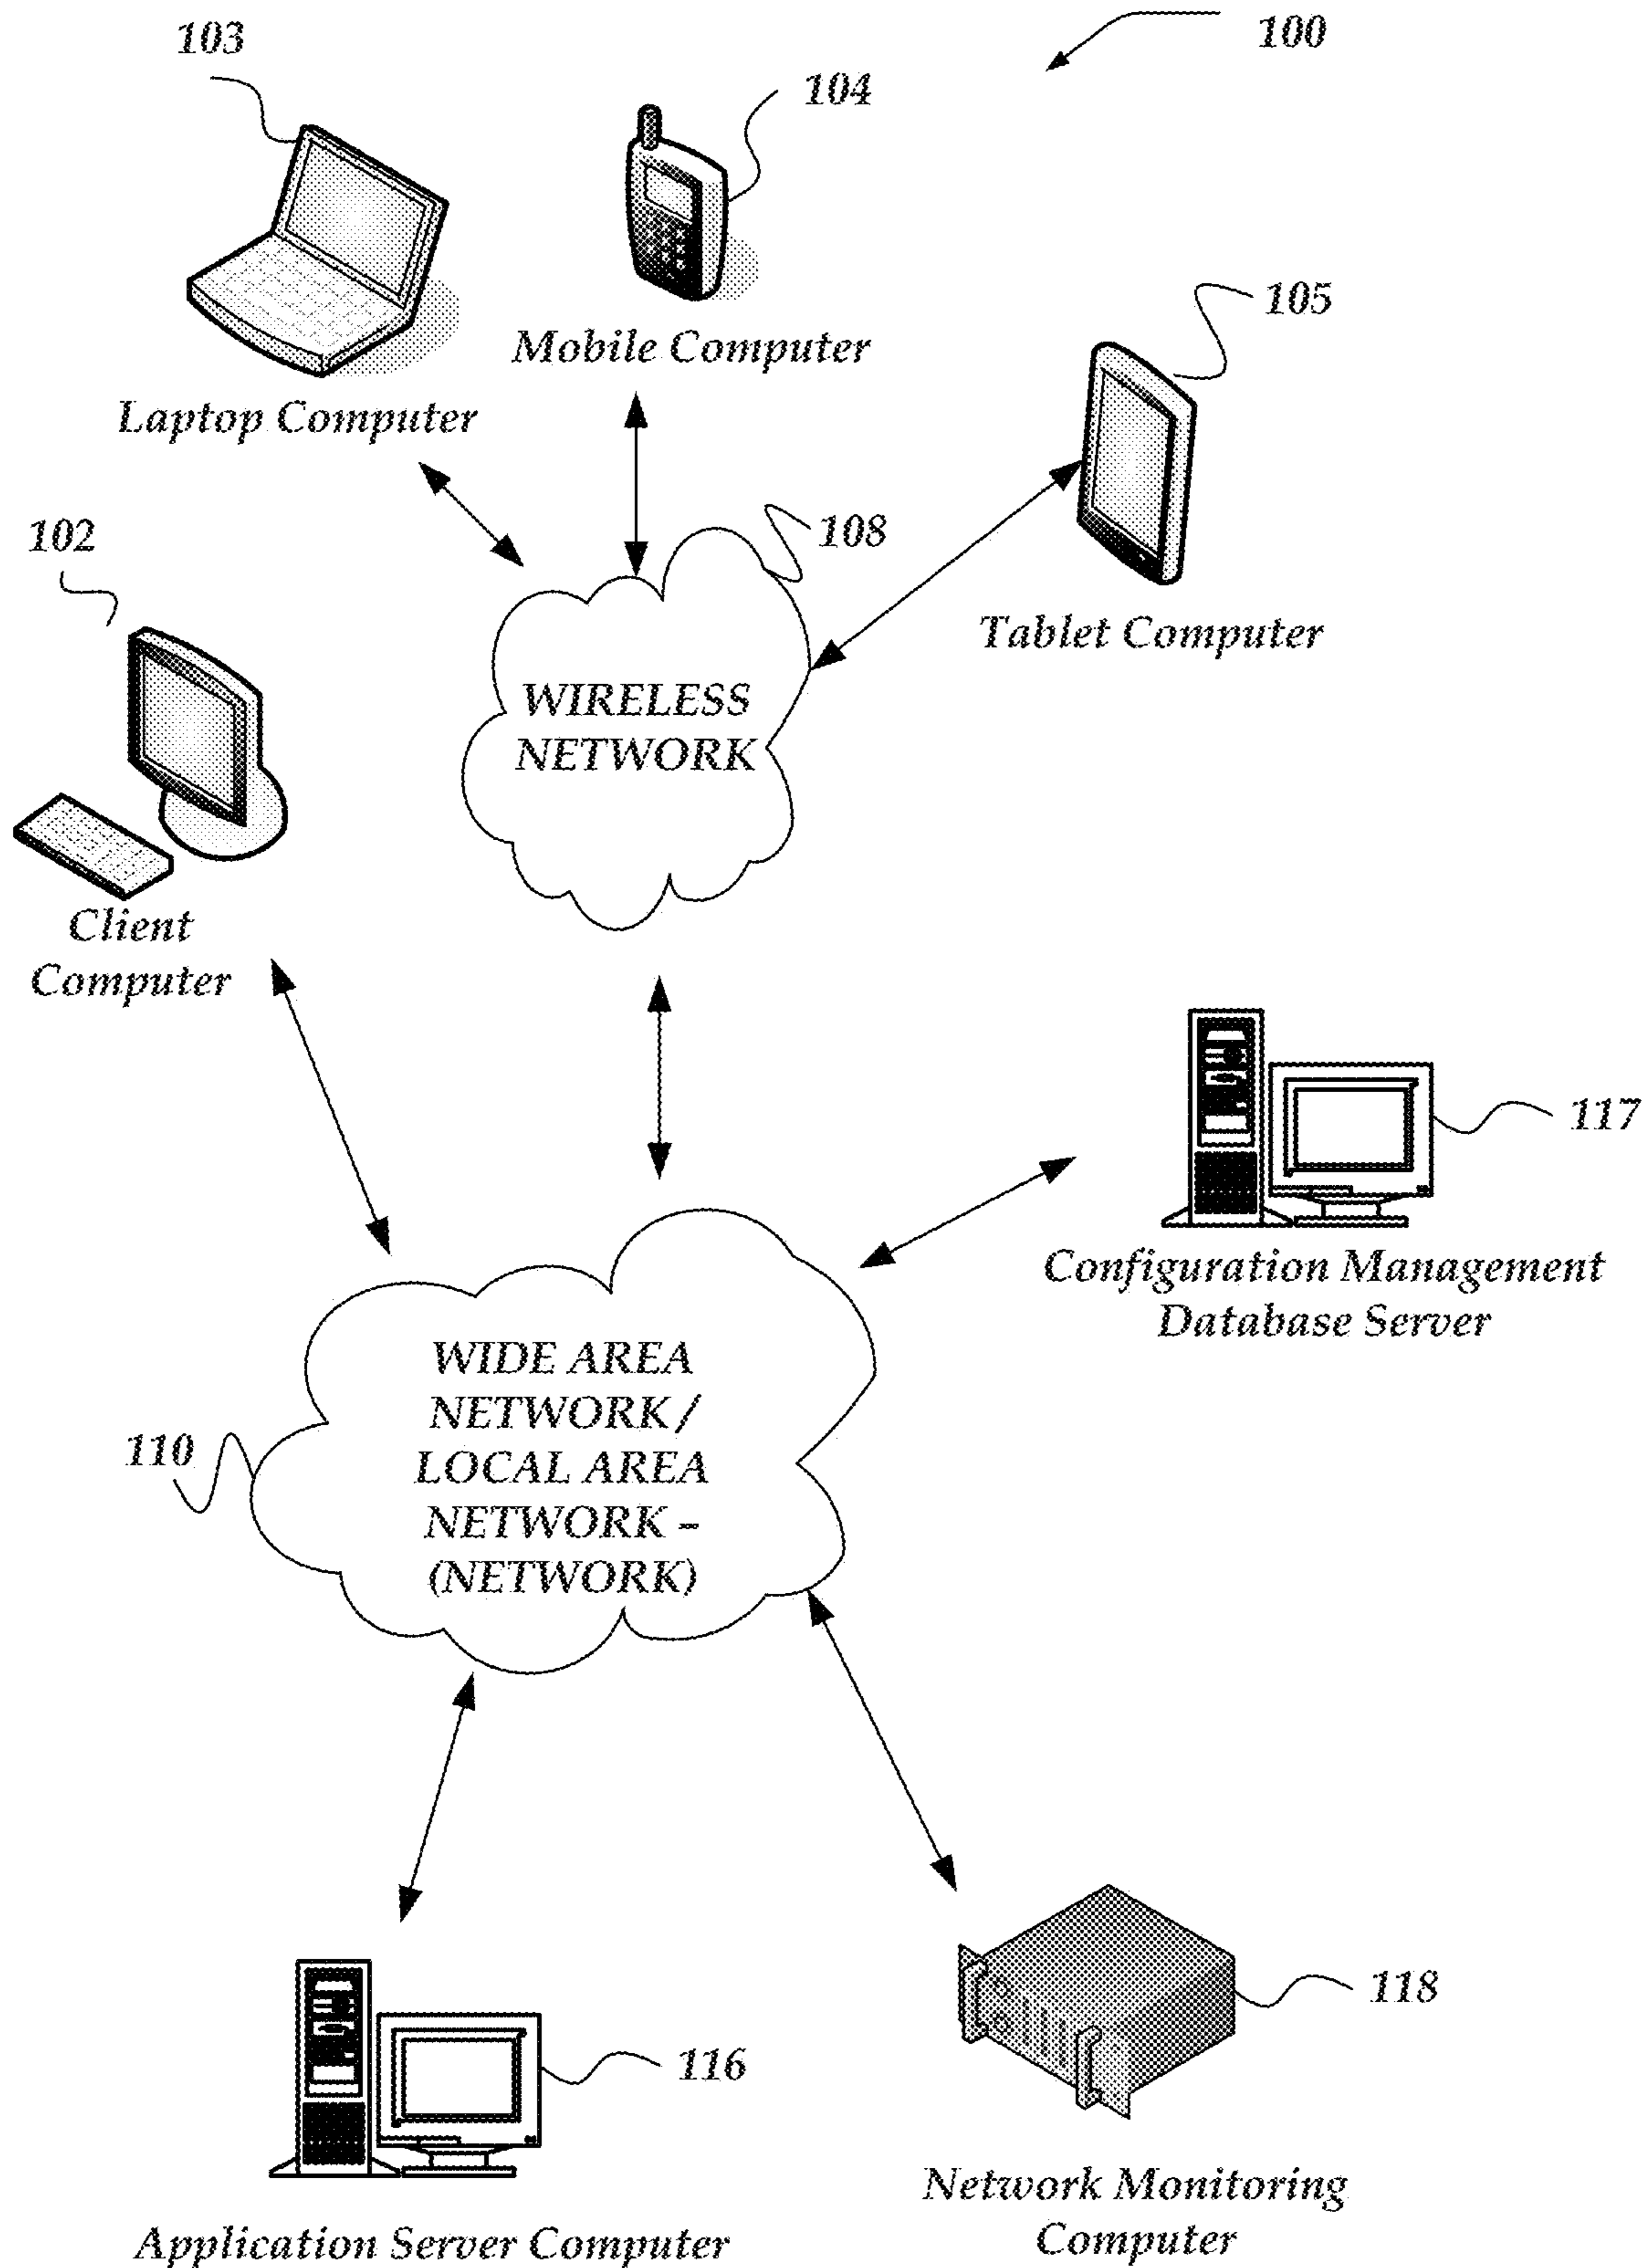 103
100
104
105
Mobile Computer
Laptop Computer
102
108
Tablet Computer
WIRELESS
NETWORK
Client
Computer
117
Configuration Management
Database Server
WIDE AREA
NETWORK /
LOCAL AREA
NETWORK –
(NETWORK)
110
118
116
Network Monitoring
Computer
Application Server Computer